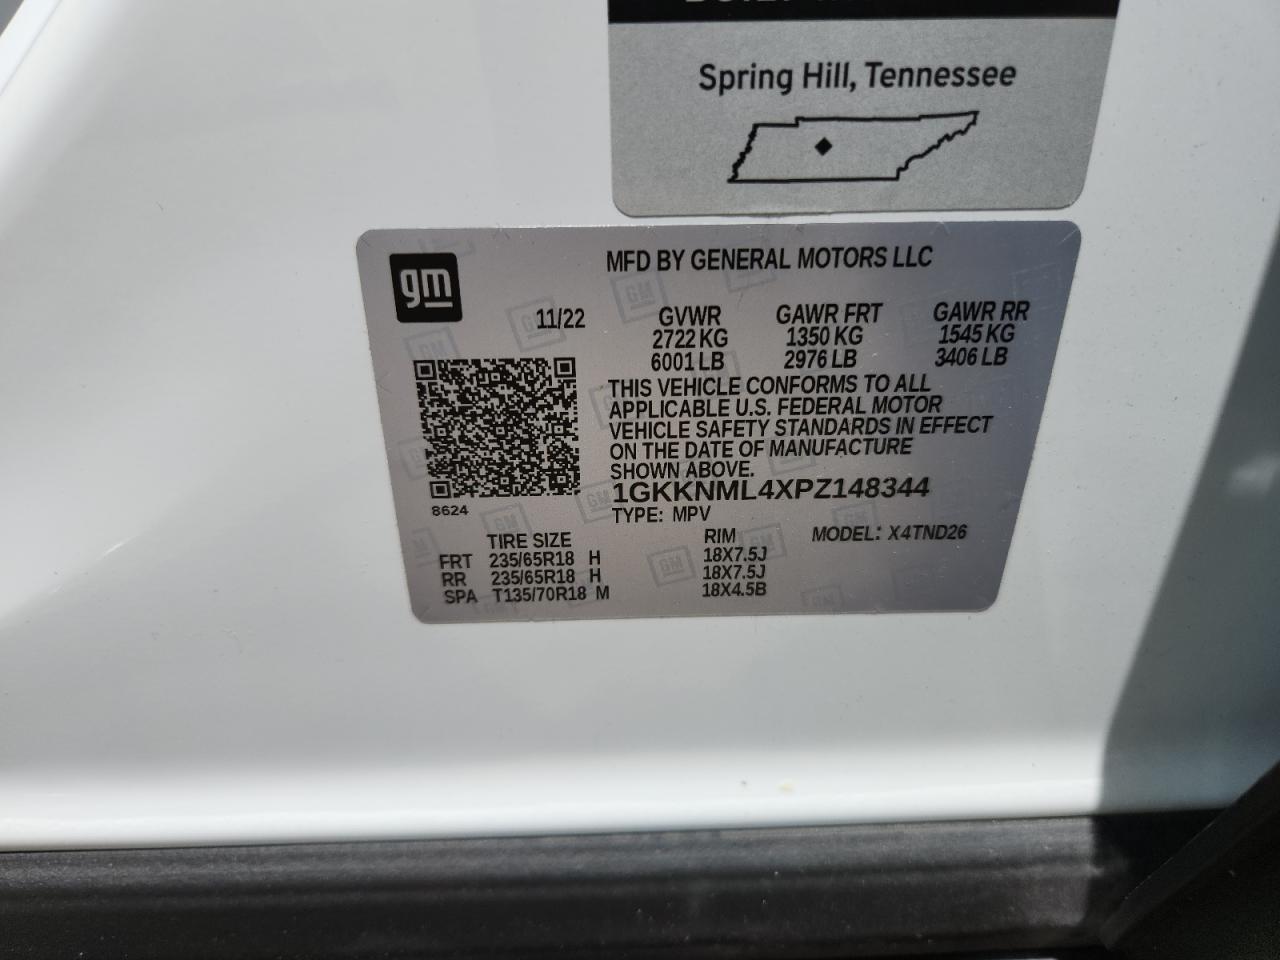 Spring Hill, Tennessee
MFD BY GENERAL MOTORS LLC
gm
11/22
GVWR GAWR FRT GAWR RR
2722 KG 1350 KG 1545 KG
6001 LB 2976 LB 3406 LB
THIS VEHICLE CONFORMS TO ALL
APPLICABLE U.S. FEDERAL MOTOR
VEHICLE SAFETY STANDARDS IN EFFECT
ON THE DATE OF MANUFACTURE
SHOWN ABOVE.
1GKKNML4XPZ148344
8624
TYPE: MPV MODEL: X4TND26
TIRE SIZE RIM
FRT 235/65R18 H 18X7.5J
RR 235/65R18 H 18X7.5J
SPA T135/70R18 M 18X4.5B